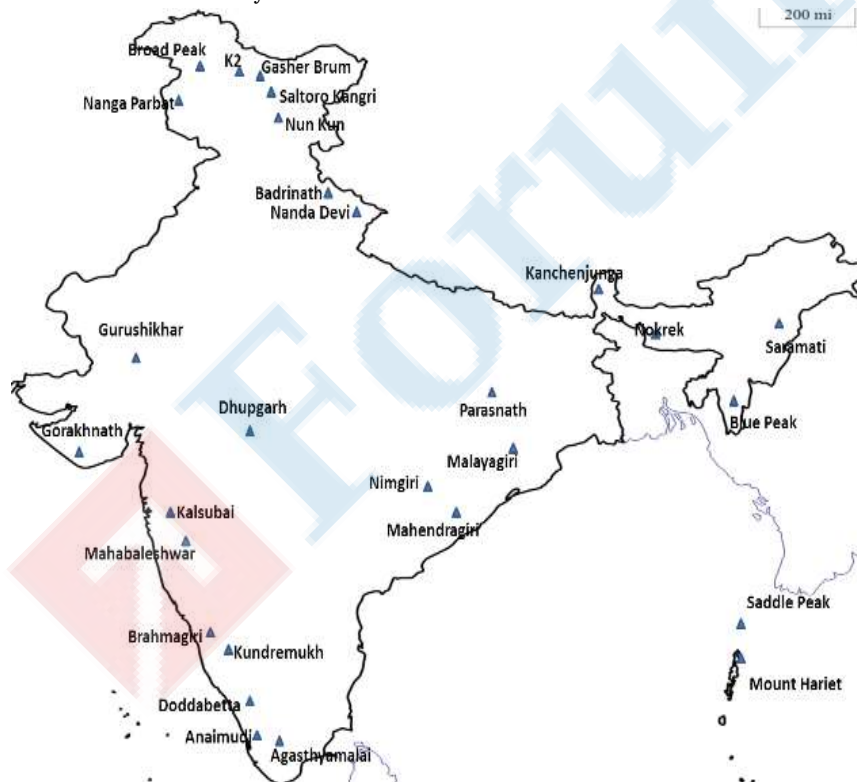 200 mi
Broad Peak
K2
Gasher Brum
Nanga Parbat
Saltoro Kangri
Nun Kun
Badrinath
Nanda Devi
Kanchenjunga
Nokrek
Saramati
Gurushikhar
Dhupgarh
Parasnath
Blue Peak
Gorakhnath
Malayagiri
Nimgiri
Kalsubai
Mahendragiri
Mahabaleshwar
Saddle Peak
Brahmagiri
Kundremukh
Mount Hariet
Doddabetta
Anaimudi
Agasthyamalai
Forum